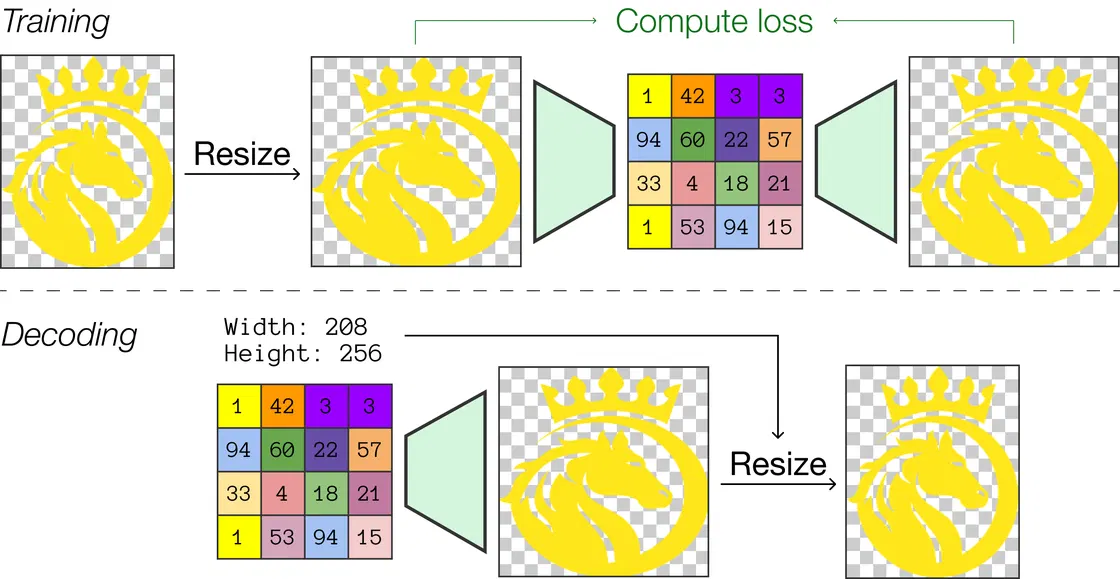 Training
Compute loss
Resize
1 42 3 3
94 60 22 57
33 4 18 21
1 53 94 15
Decoding
Width: 208
Height: 256
1 42 3 3
94 60 22 57
33 4 18 21
1 53 94 15
Resize